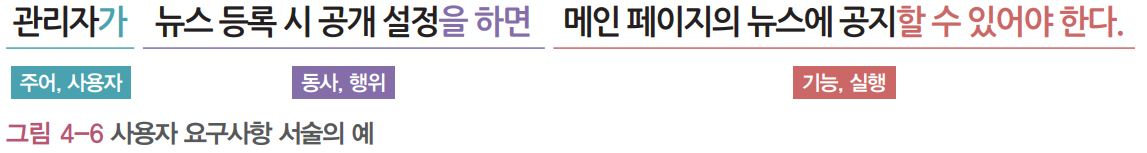 관리자가 뉴스 등록 시 공개 설정을 하면 메인 페이지의 뉴스에 공지할 수 있어야 한다.
주어, 사용자 동사, 행위 기능, 실행
그림 4-6 사용자 요구사항 서술의 예